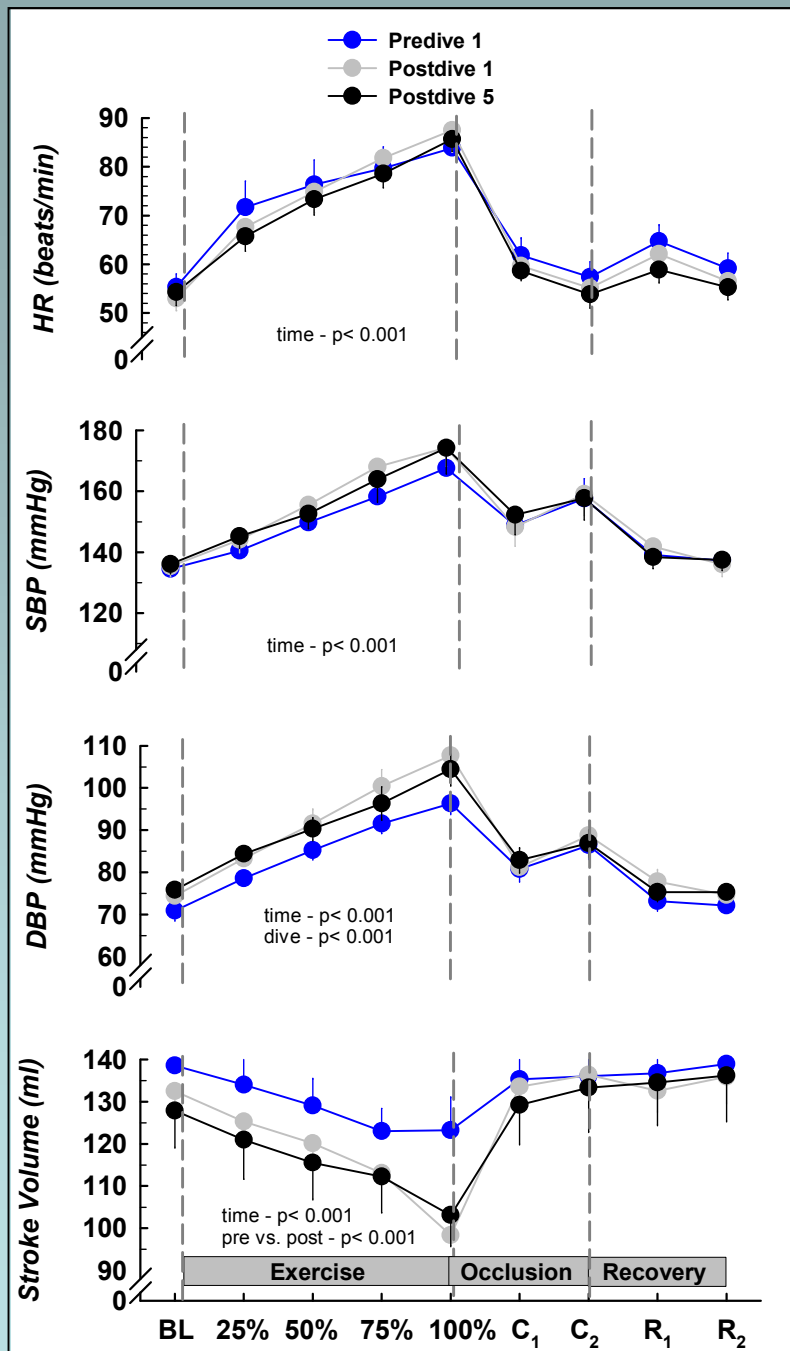 Predive 1
Postdive 1
Postdive 5
HR (beats/min)
90
80
70
60
50
0
time - p< 0.001
SBP (mmHg)
180
160
140
120
0
time - p< 0.001
DBP (mmHg)
110
100
90
80
70
60
0
time - p< 0.001
dive - p< 0.001
Stroke Volume (ml)
140
130
120
110
100
90
0
time - p< 0.001
pre vs. post - p< 0.001
Exercise Occlusion Recovery
BL 25% 50% 75% 100% C₁ C₂ R₁ R₂